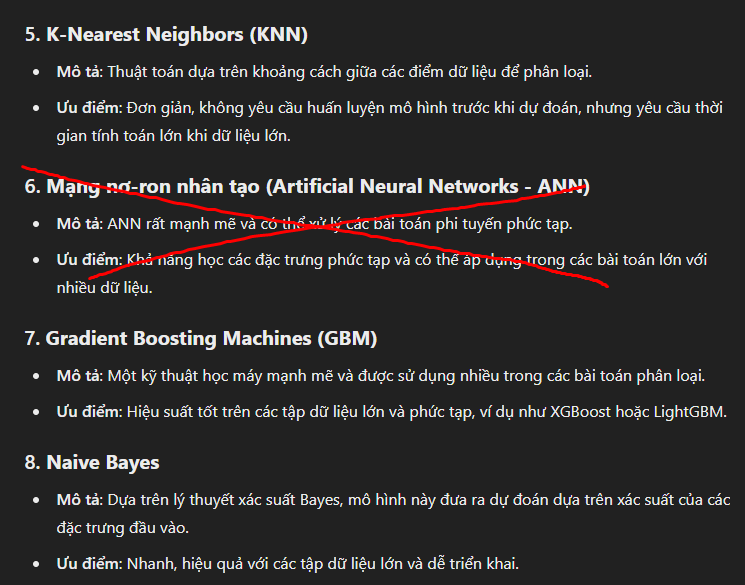 5. K-Nearest Neighbors (KNN)
• Mô tả: Thuật toán dựa trên khoảng cách giữa các điểm dữ liệu để phân loại.
• Ưu điểm: Đơn giản, không yêu cầu huấn luyện mô hình trước khi dự đoán, nhưng yêu cầu thời
gian tính toán lớn khi dữ liệu lớn.
6. Mạng nơ-ron nhân tạo (Artificial Neural Networks - ANN)
• Mô tả: ANN rất mạnh mẽ và có thể xử lý các bài toán phi tuyến phức tạp.
• Ưu điểm: Khả năng học các đặc trưng phức tạp và có thể áp dụng trong các bài toán lớn với
nhiều dữ liệu.
7. Gradient Boosting Machines (GBM)
• Mô tả: Một kỹ thuật học máy mạnh mẽ và được sử dụng nhiều trong các bài toán phân loại.
• Ưu điểm: Hiệu suất tốt trên các tập dữ liệu lớn và phức tạp, ví dụ như XGBoost hoặc LightGBM.
8. Naive Bayes
• Mô tả: Dựa trên lý thuyết xác suất Bayes, mô hình này đưa ra dự đoán dựa trên xác suất của các
đặc trưng đầu vào.
• Ưu điểm: Nhanh, hiệu quả với các tập dữ liệu lớn và dễ triển khai.